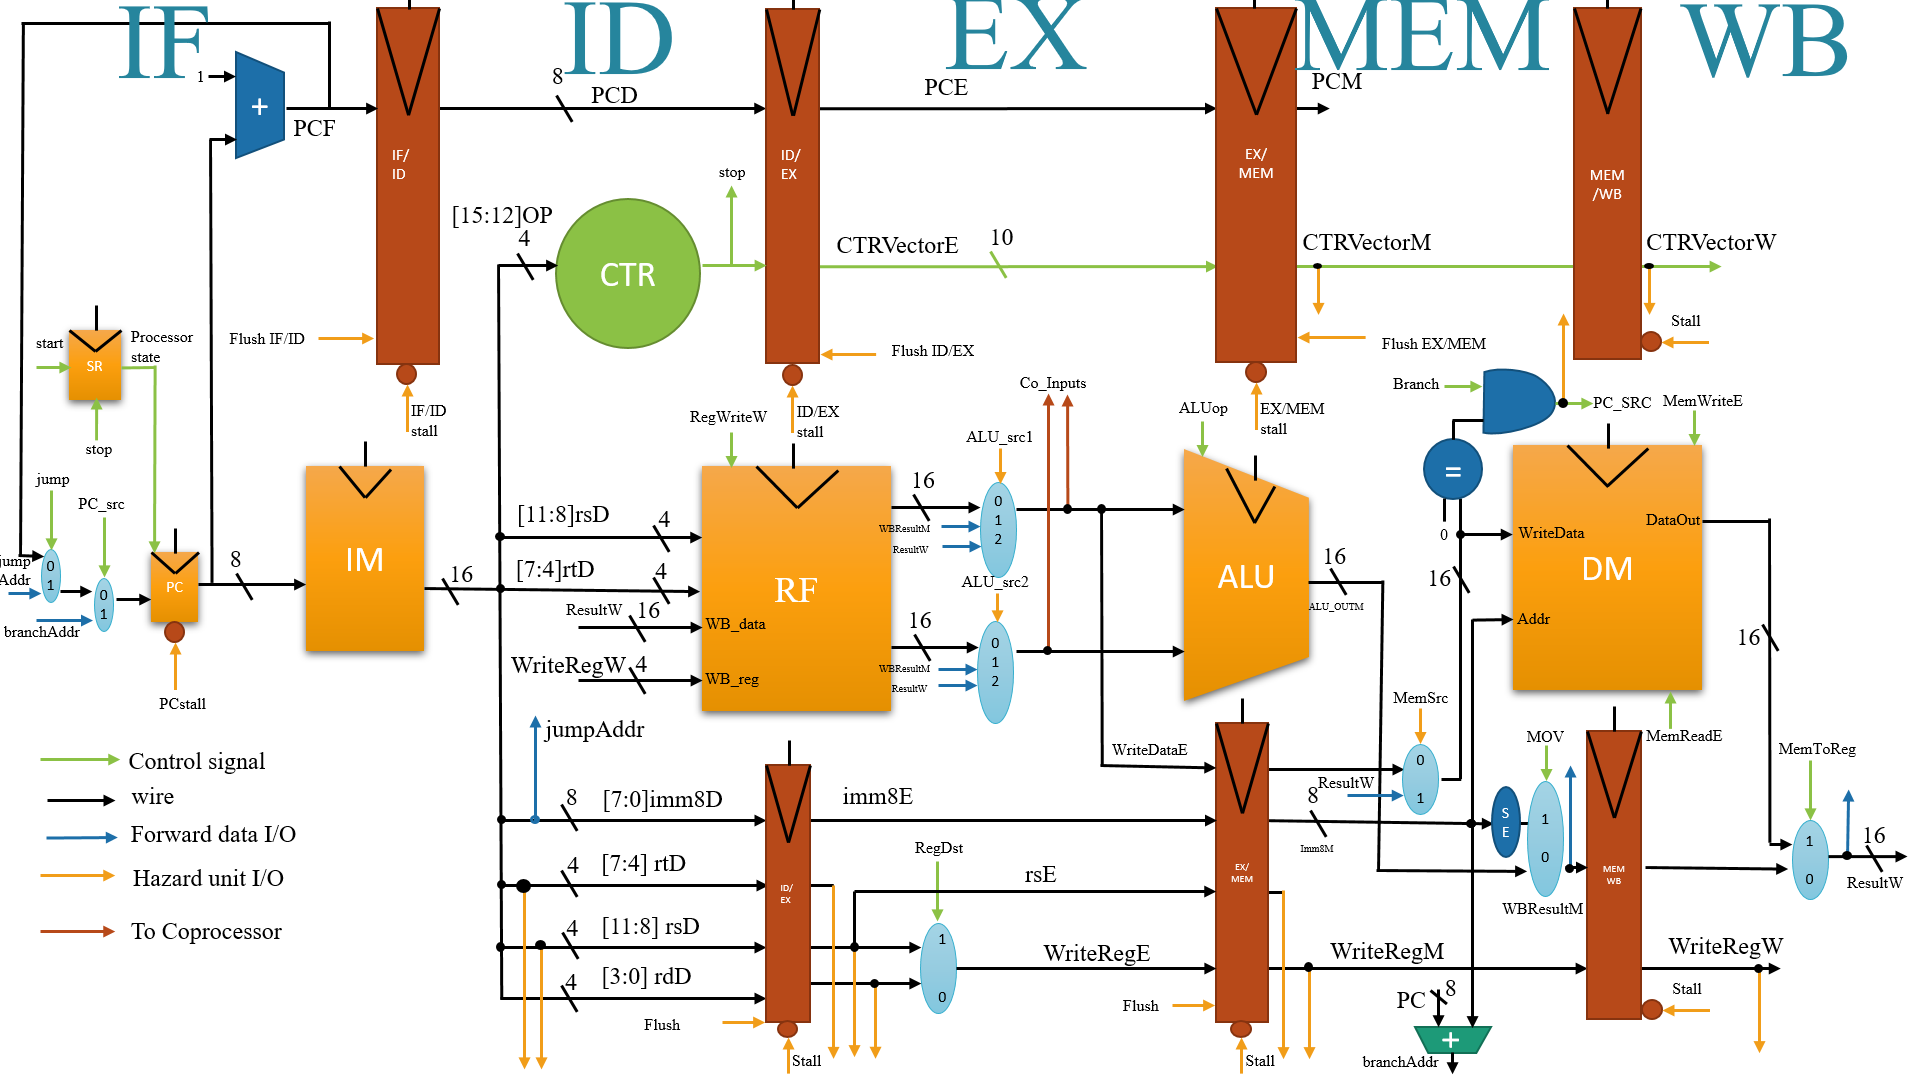 IF
ID
EX
MEM
WB
1
+
PCF
8
PCD
PCE
PCM
IF/
ID
ID/
EX
EX/
MEM
MEM
/WB
stop
[15:12]OP
4
CTR
CTRVectorE
10
CTRVectorM
CTRVectorW
start
SR
Processor
state
stop
Flush IF/ID
Flush ID/EX
Flush EX/MEM
Stall
IF/ID
stall
ID/EX
stall
EX/MEM
stall
RegWriteW
Co_Inputs
ALUop
Branch
PC_SRC
MemWriteE
jump
PC_src
jump
Addr
0
1
branchAddr
0
1
PC
PCstall
8
IM
16
[11:8]rsD
4
[7:4]rtD
4
ResultW
16
WriteRegW
4
RF
WB_data
WB_reg
16
WBResultM
ResultW
ALU_src1
0
1
2
ALU_src2
16
WBResultM
ResultW
0
1
2
ALU
16
ALU_OUTM
=
0
16
WriteData
DataOut
DM
Addr
16
MemReadE
jumpAddr
Control signal
wire
Forward data I/O
Hazard unit I/O
To Coprocessor
8
[7:0]imm8D
4
[7:4] rtD
4
[11:8] rsD
4
[3:0] rdD
Flush
Stall
ID/
EX
imm8E
RegDst
1
0
rsE
WriteRegE
WriteDataE
Flush
Stall
EX/
MEM
MemSrc
ResultW
0
1
8
Imm8M
S
E
MOV
1
0
WBResultM
MEM
WB
MemToReg
1
0
16
ResultW
WriteRegM
WriteRegW
Stall
PC
8
+
branchAddr